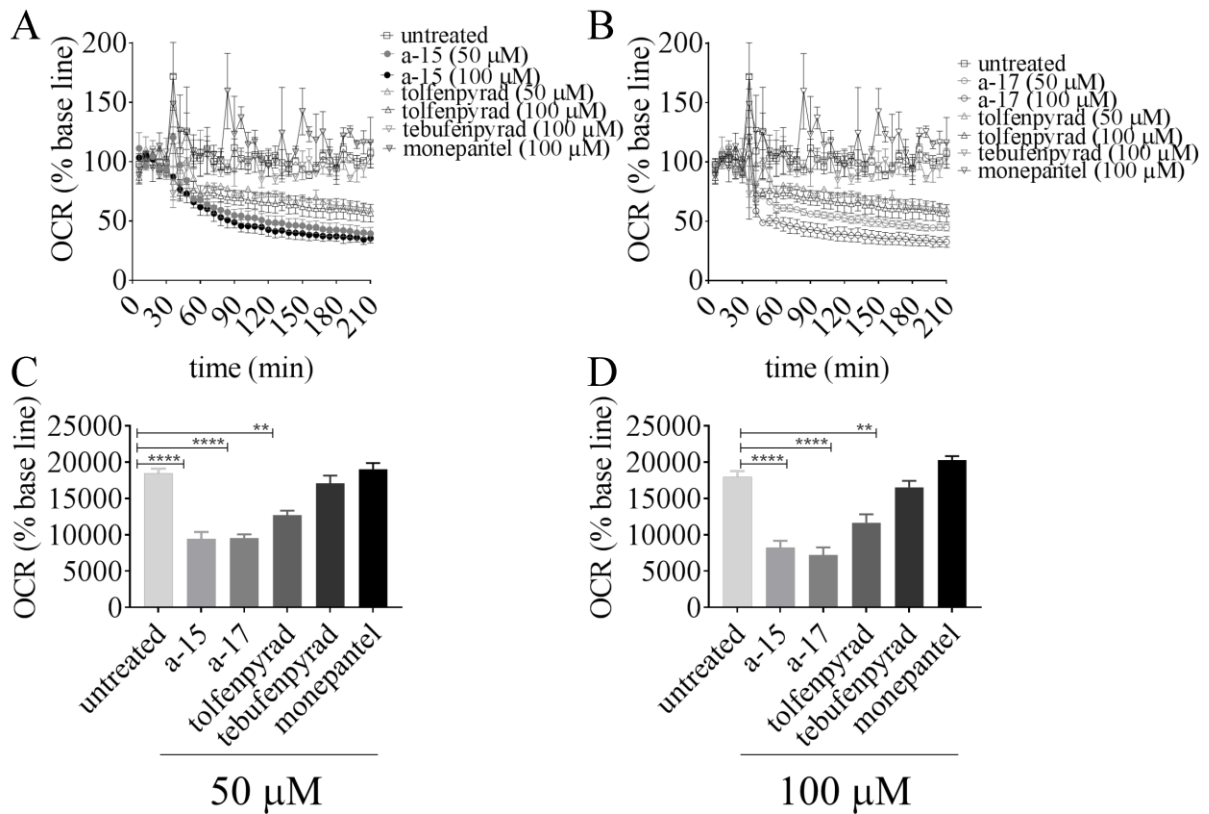 A
OCR (% base line)
200
150
100
50
0
0 30 60 90 120 150 180 210
time (min)
untreated
a-15 (50 μM)
a-15 (100 μM)
tolfenpyrad (50 μM)
tolfenpyrad (100 μM)
tebufenpyrad (100 μM)
monepantel (100 μM)
B
OCR (% base line)
200
150
100
50
0
0 30 60 90 120 150 180 210
time (min)
untreated
a-17 (50 μM)
a-17 (100 μM)
tolfenpyrad (50 μM)
tolfenpyrad (100 μM)
tebufenpyrad (100 μM)
monepantel (100 μM)
C
OCR (% base line)
25000
20000
15000
10000
5000
0
**
****
****
untreated
a-15
a-17
tolfenpyrad
tebufenpyrad
monepantel
50 μM
D
OCR (% base line)
25000
20000
15000
10000
5000
0
**
****
****
untreated
a-15
a-17
tolfenpyrad
tebufenpyrad
monepantel
100 μM